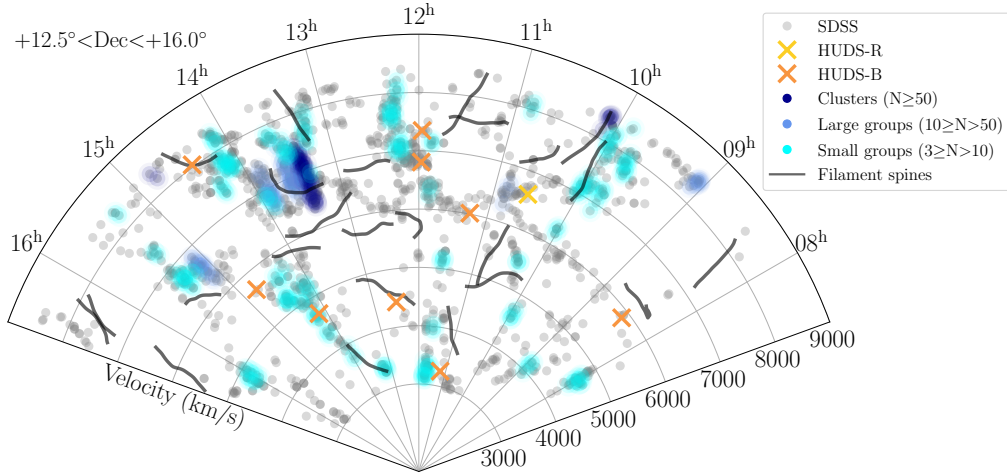 +12.5°<Dec<+16.0°
16ʰ
15ʰ
14ʰ
13ʰ
12ʰ
11ʰ
10ʰ
09ʰ
08ʰ
Velocity (km/s)
3000
4000
5000
6000
7000
8000
9000
SDSS
HUDS-R
HUDS-B
Clusters (N≥50)
Large groups (10≥N>50)
Small groups (3≥N>10)
Filament spines